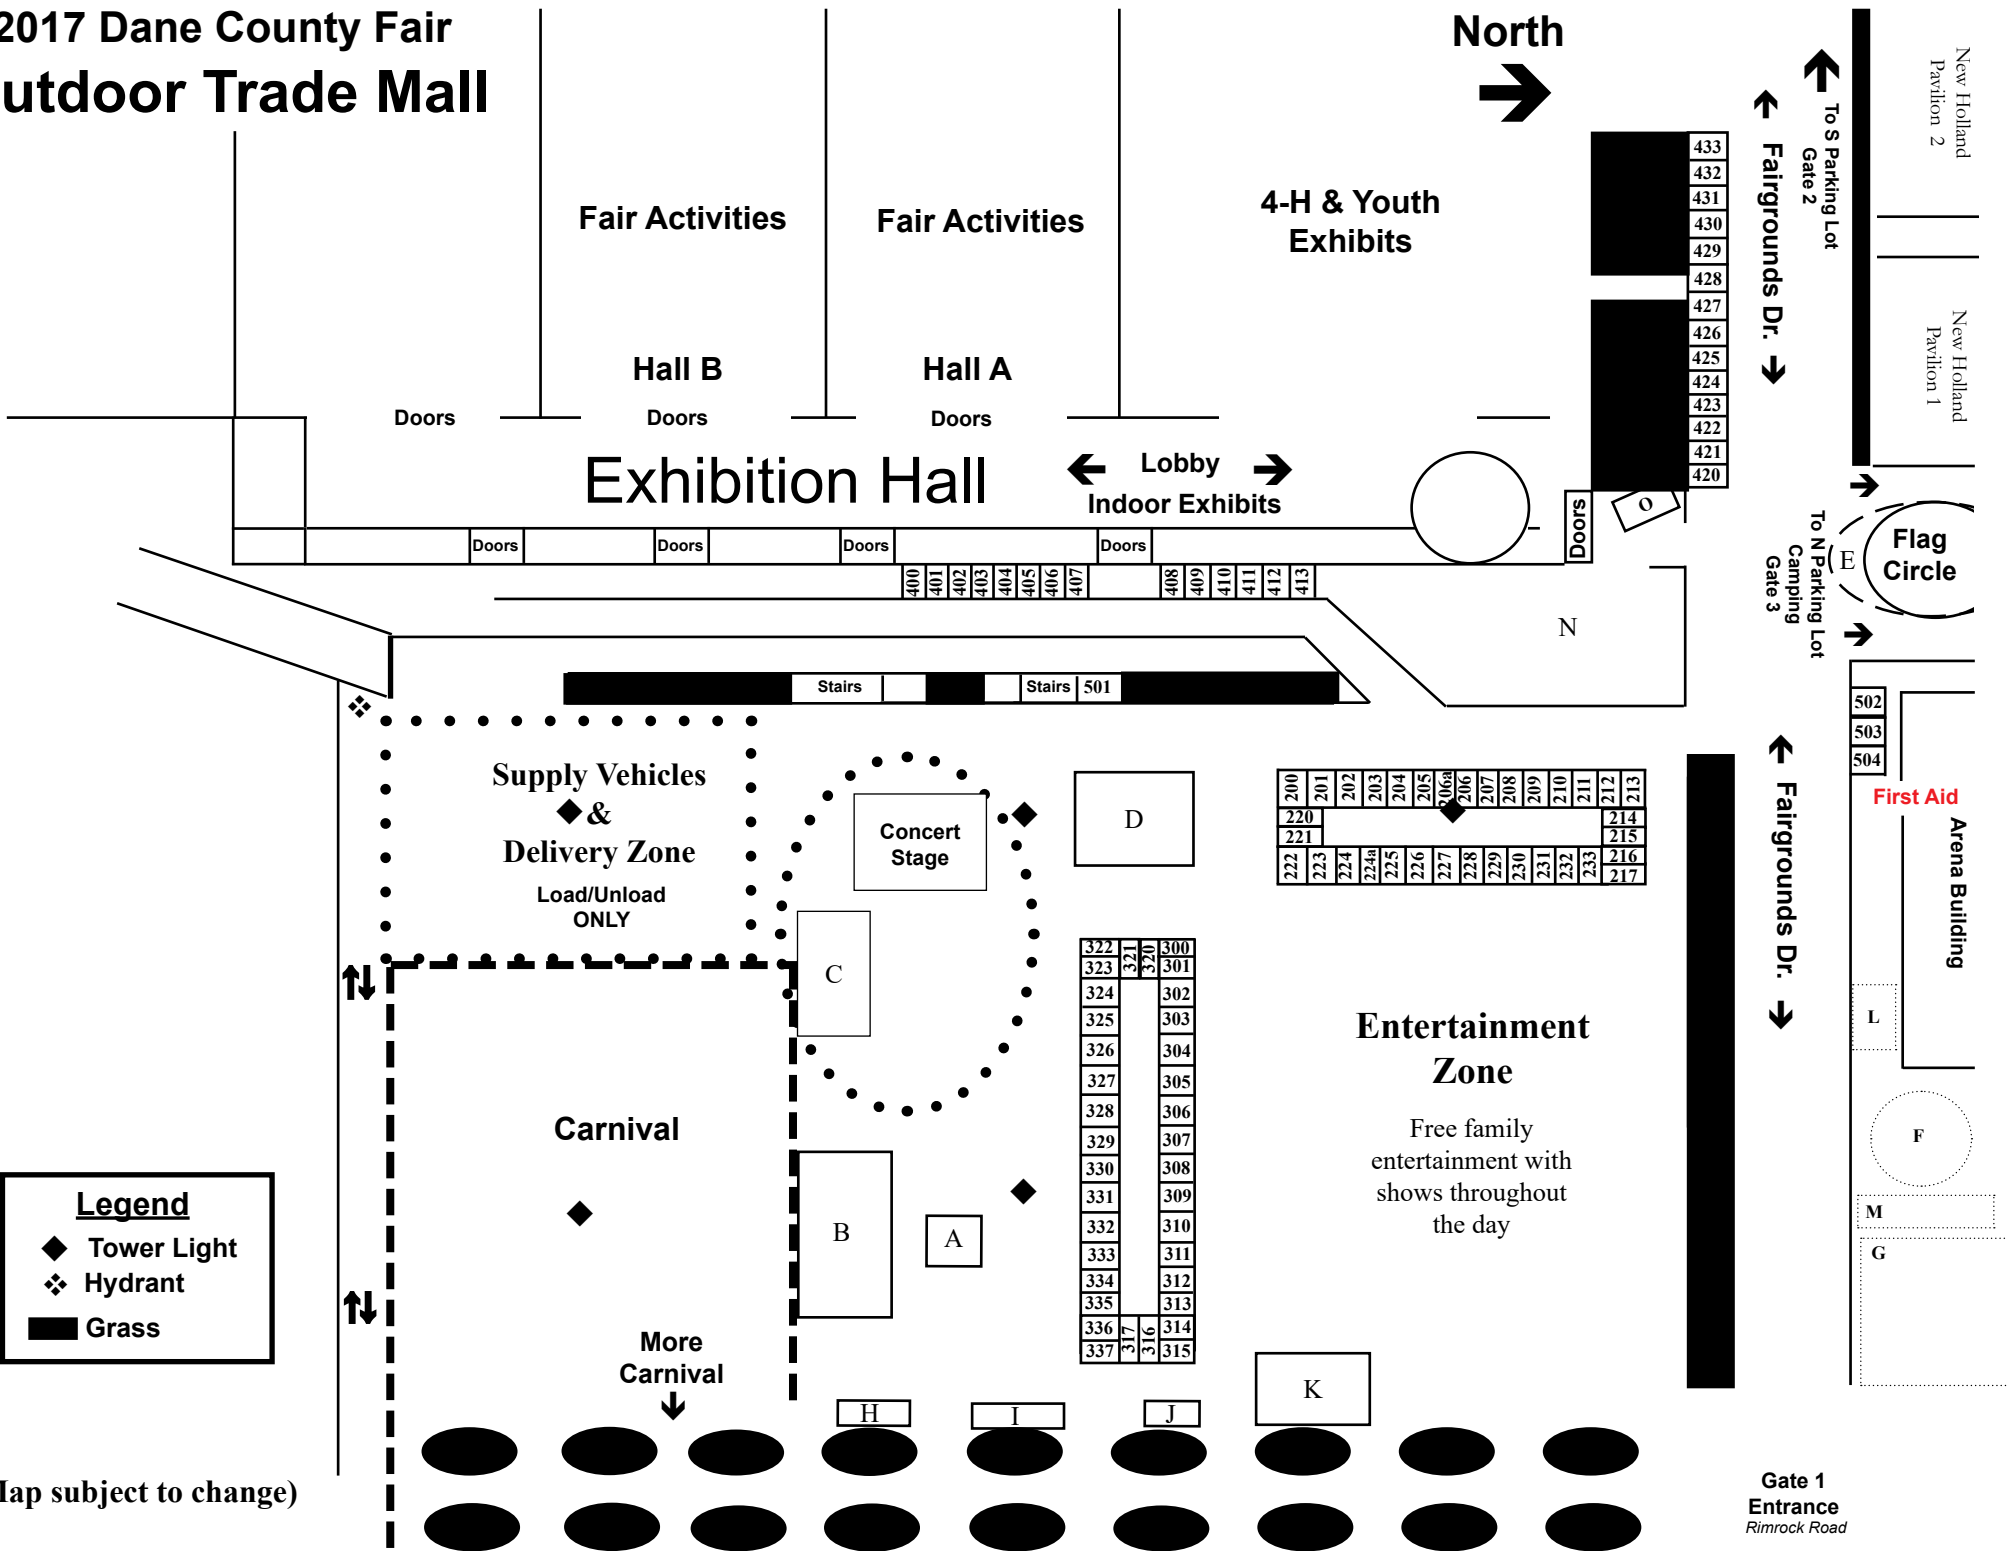 2017 Dane County Fair
utdoor Trade Mall
North
To S Parking Lot
Gate 2
Fairgrounds Dr.
New Holland
Pavilion 2
New Holland
Pavilion 1
Fair Activities
Fair Activities
4-H & Youth
Exhibits
433
432
431
430
429
428
427
426
425
424
423
422
421
420
Hall B
Hall A
Doors
Doors
Doors
Exhibition Hall
Lobby
Indoor Exhibits
Doors
Doors
Doors
Doors
Doors
O
400
401
402
403
404
405
406
407
408
409
410
411
412
413
N
To N Parking Lot
Camping
Gate 3
E
Flag
Circle
Stairs
Stairs
501
502
503
504
First Aid
Arena Building
Fairgrounds Dr.
Supply Vehicles
&
Delivery Zone
Load/Unload
ONLY
Concert
Stage
D
C
200
201
202
203
204
205
206a
206
207
208
209
210
211
212
213
220
221
214
215
216
217
222
223
224
224a
225
226
227
228
229
230
231
232
233
322
323
321
320
300
301
324
302
325
303
326
304
327
305
328
306
329
307
330
308
331
309
332
310
333
311
334
312
335
313
336
317
316
314
337
315
Entertainment
Zone
Free family
entertainment with
shows throughout
the day
L
F
M
G
Carnival
B
A
More
Carnival
H
I
J
K
Legend
Tower Light
Hydrant
Grass
ap subject to change)
Gate 1
Entrance
Rimrock Road